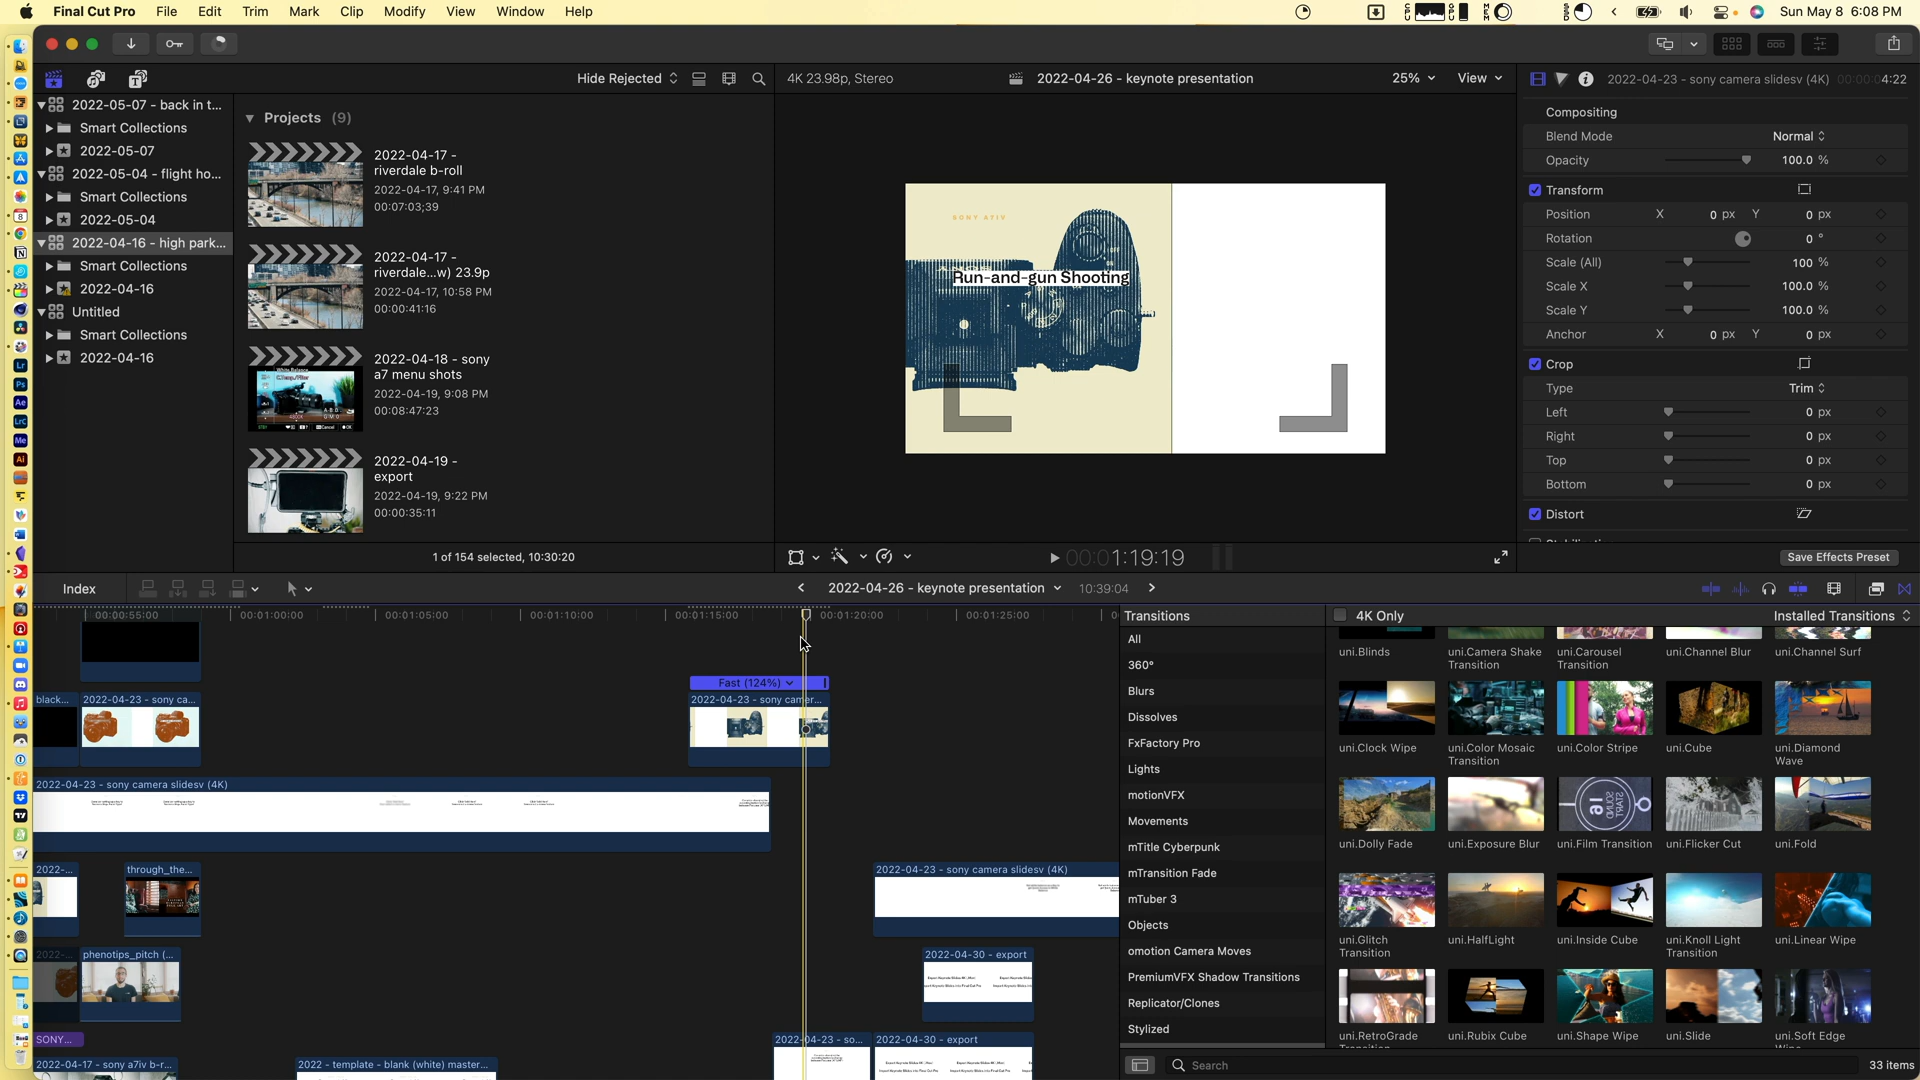 Final Cut Pro File Edit Trim Mark Clip Modify View Window Help
Sun May 8 6:08 PM
Hide Rejected
4K 23.98p, Stereo
2022-04-26 - keynote presentation
25%
View
2022-04-23 - sony camera slidesv (4K)
00:00:04:22
2022-05-07 - back in t...
Smart Collections
2022-05-07
2022-05-04 - flight ho...
Smart Collections
2022-05-04
2022-04-16 - high park...
Smart Collections
2022-04-16
Untitled
Smart Collections
2022-04-16
Projects (9)
2022-04-17 -
riverdale b-roll
2022-04-17, 9:41 PM
00:07:03;39
2022-04-17 -
riverdale...w) 23.9p
2022-04-17, 10:58 PM
00:00:41:16
2022-04-18 - sony
a7 menu shots
2022-04-19, 9:08 PM
00:08:47:23
2022-04-19 -
export
2022-04-19, 9:22 PM
00:00:35:11
1 of 154 selected, 10:30:20
SONY A7IV
Run-and-gun Shooting
00:01:19:19
Compositing
Blend Mode Normal
Opacity 100.0 %
Transform
Position X 0 px Y 0 px
Rotation 0 °
Scale (All) 100 %
Scale X 100.0 %
Scale Y 100.0 %
Anchor X 0 px Y 0 px
Crop
Type Trim
Left 0 px
Right 0 px
Top 0 px
Bottom 0 px
Distort
Save Effects Preset
Index
2022-04-26 - keynote presentation
10:39:04
00:00:55:00 00:01:00:00 00:01:05:00 00:01:10:00 00:01:15:00 00:01:20:00 00:01:25:00
Fast (124%)
black...
2022-04-23 - sony ca...
2022-04-23 - sony camer...
2022-04-23 - sony camera slidesv (4K)
2022-...
through_the...
2022-04-23 - sony camera slidesv (4K)
2022-...
phenotips_pitch (...
2022-04-30 - export
SONY...
2022-04-23 - so...
2022-04-30 - export
2022-04-17 - sony a7iv b-r...
2022 - template - blank (white) master...
Transitions
All
360°
Blurs
Dissolves
FxFactory Pro
Lights
motionVFX
Movements
mTitle Cyberpunk
mTransition Fade
mTuber 3
Objects
omotion Camera Moves
PremiumVFX Shadow Transitions
Replicator/Clones
Stylized
4K Only
Installed Transitions
uni.Blinds
uni.Camera Shake
Transition
uni.Carousel
Transition
uni.Channel Blur
uni.Channel Surf
uni.Clock Wipe
uni.Color Mosaic
Transition
uni.Color Stripe
uni.Cube
uni.Diamond
Wave
uni.Dolly Fade
uni.Exposure Blur
uni.Film Transition
uni.Flicker Cut
uni.Fold
uni.Glitch
Transition
uni.HalfLight
uni.Inside Cube
uni.Knoll Light
Transition
uni.Linear Wipe
uni.RetroGrade
uni.Rubix Cube
uni.Shape Wipe
uni.Slide
uni.Soft Edge
Search
33 items